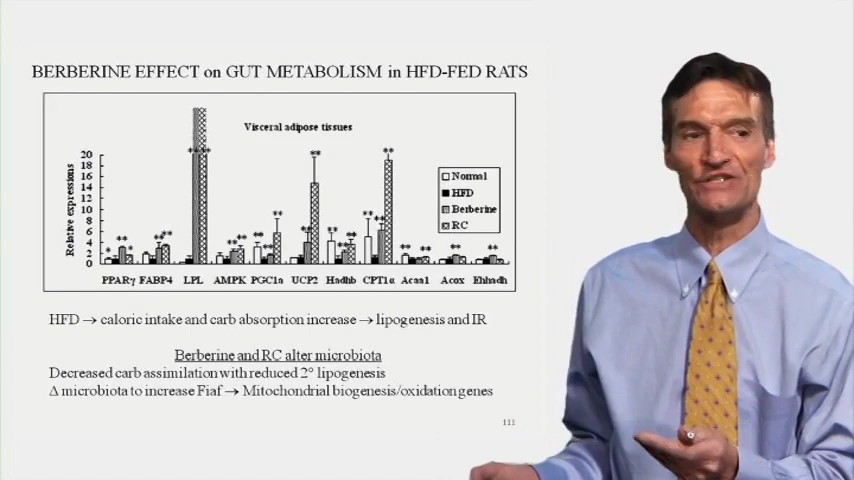 BERBERINE EFFECT on GUT METABOLISM in HFD-FED RATS
Visceral adipose tissues
Relative expressions
20
18
16
14
12
10
8
6
4
2
0
Normal
HFD
Berberine
RC
PPARγ FABP4 LPL AMPK PGC1a UCP2 Hadhb CPT1α Acaa1 Acox Ehhadh
HFD → caloric intake and carb absorption increase → lipogenesis and IR
Berberine and RC alter microbiota
Decreased carb assimilation with reduced 2° lipogenesis
Δ microbiota to increase Fiaf → Mitochondrial biogenesis/oxidation genes
111